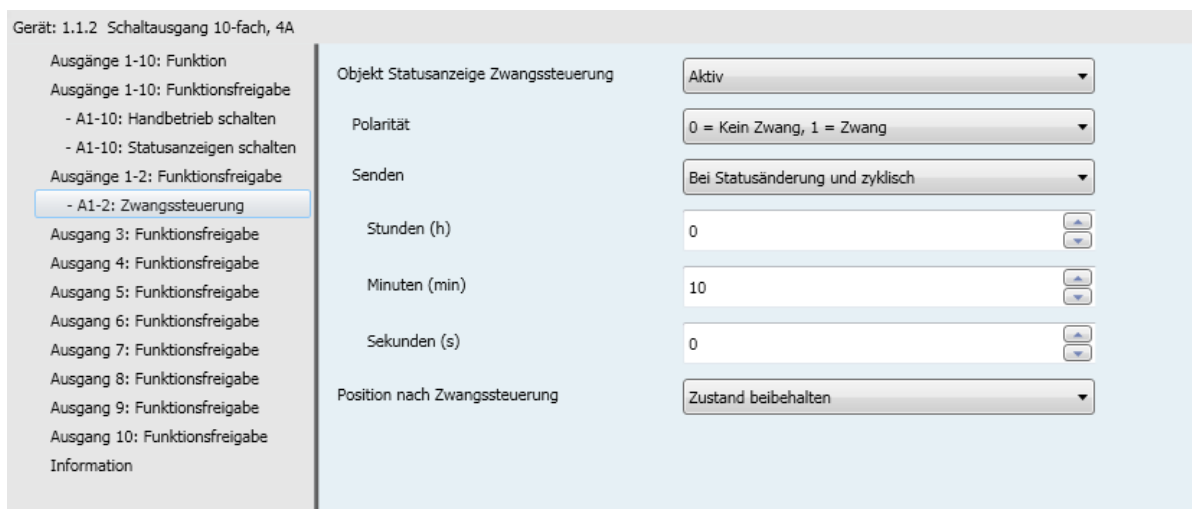 Gerät: 1.1.2 Schaltausgang 10-fach, 4A
Ausgänge 1-10: Funktion
Ausgänge 1-10: Funktionsfreigabe
- A1-10: Handbetrieb schalten
- A1-10: Statusanzeigen schalten
Ausgänge 1-2: Funktionsfreigabe
- A1-2: Zwangssteuerung
Ausgang 3: Funktionsfreigabe
Ausgang 4: Funktionsfreigabe
Ausgang 5: Funktionsfreigabe
Ausgang 6: Funktionsfreigabe
Ausgang 7: Funktionsfreigabe
Ausgang 8: Funktionsfreigabe
Ausgang 9: Funktionsfreigabe
Ausgang 10: Funktionsfreigabe
Information
Objekt Statusanzeige Zwangssteuerung Aktiv
Polarität 0 = Kein Zwang, 1 = Zwang
Senden Bei Statusänderung und zyklisch
Stunden (h) 0
Minuten (min) 10
Sekunden (s) 0
Position nach Zwangssteuerung Zustand beibehalten